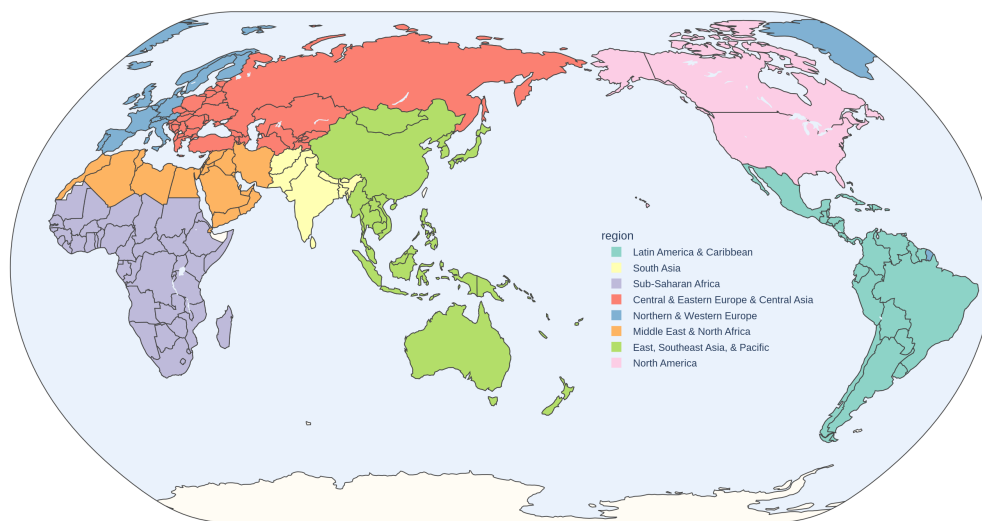 region
Latin America & Caribbean
South Asia
Sub-Saharan Africa
Central & Eastern Europe & Central Asia
Northern & Western Europe
Middle East & North Africa
East, Southeast Asia, & Pacific
North America